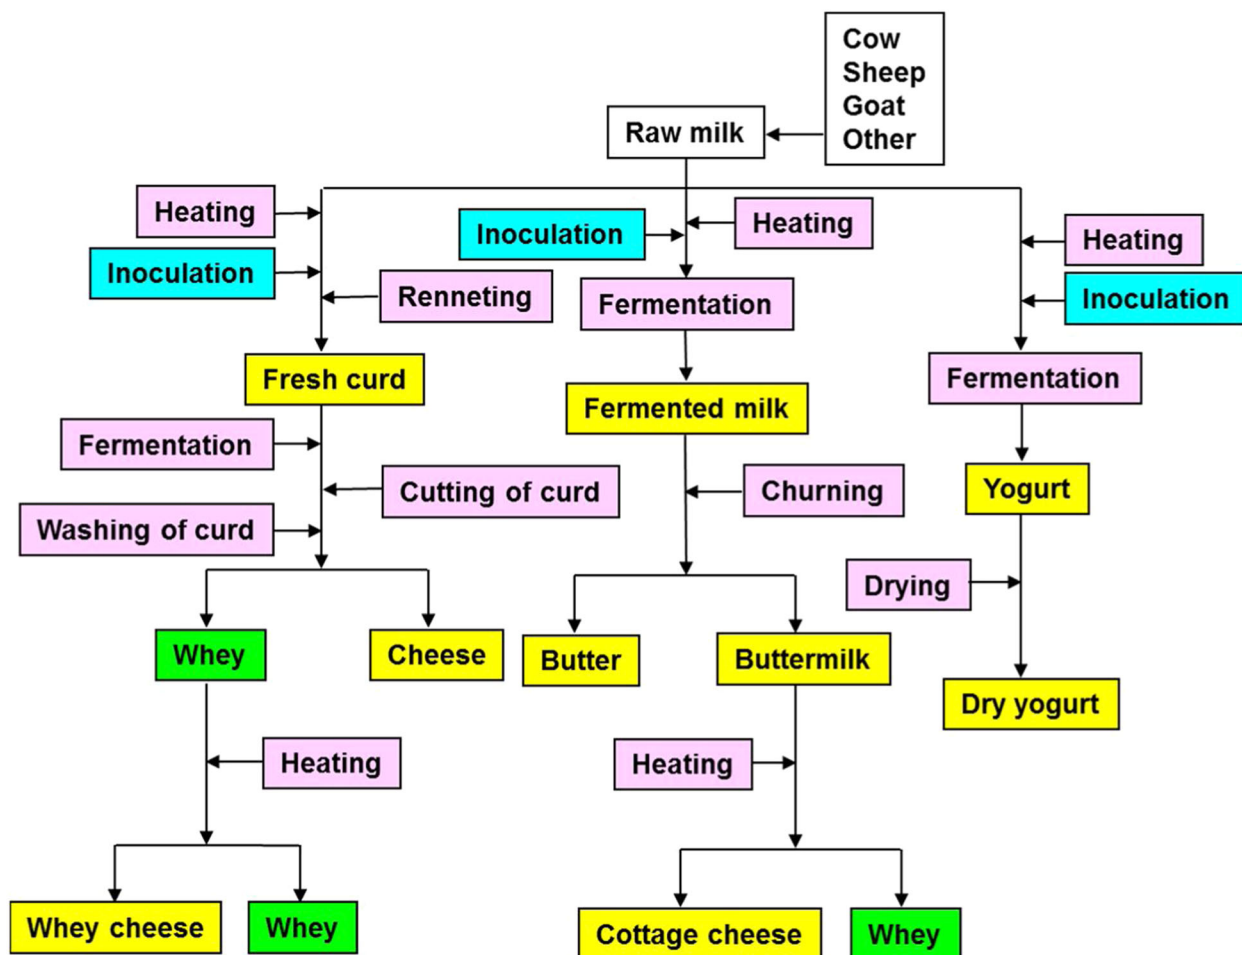 Cow
Sheep
Goat
Other
Raw milk
Heating
Inoculation
Renneting
Fresh curd
Fermentation
Cutting of curd
Washing of curd
Whey
Cheese
Heating
Whey cheese
Whey
Heating
Inoculation
Fermentation
Fermented milk
Churning
Butter
Buttermilk
Heating
Cottage cheese
Whey
Heating
Inoculation
Fermentation
Yogurt
Drying
Dry yogurt